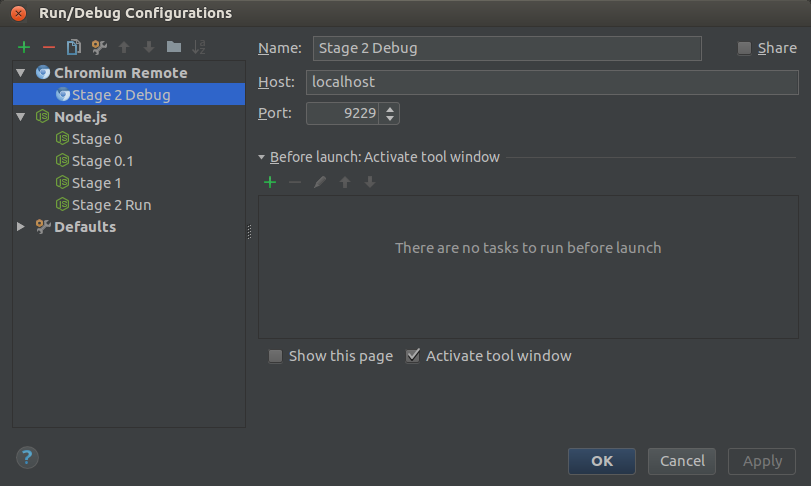 Run/Debug Configurations
Name: Stage 2 Debug Share
Chromium Remote
Stage 2 Debug
Node.js
Stage 0
Stage 0.1
Stage 1
Stage 2 Run
Defaults
Host: localhost
Port: 9229
Before launch: Activate tool window
There are no tasks to run before launch
Show this page Activate tool window
? OK Cancel Apply